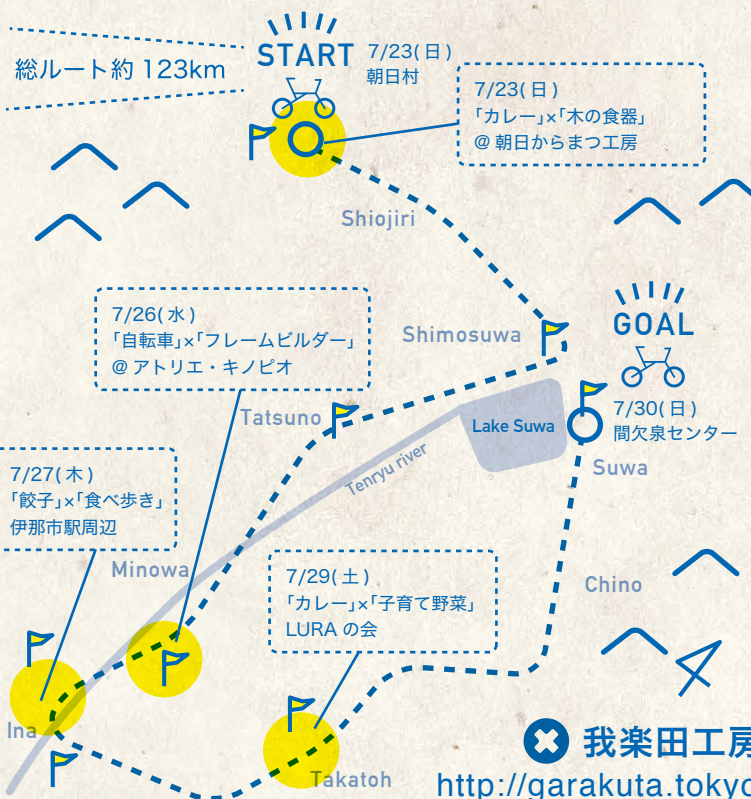 総ルート約 123km
START
7/23(日)
朝日村
7/23(日)
「カレー」×「木の食器」
@ 朝日からまつ工房
Shiojiri
7/26(水)
「自転車」×「フレームビルダー」
@ アトリエ・キノピオ
Shimosuwa
GOAL
7/30(日)
間欠泉センター
Tatsuno
Lake Suwa
Suwa
Tenryu river
7/27(木)
「餃子」×「食べ歩き」
伊那市駅周辺
Minowa
7/29(土)
「カレー」×「子育て野菜」
LURA の会
Chino
Ina
Takatoh
我楽田工房
http://garakuta.tokyo